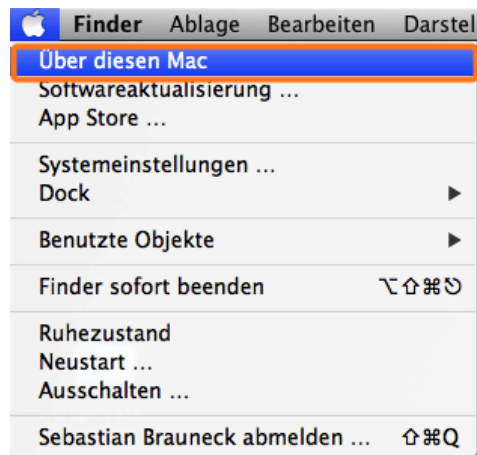 Finder Ablage Bearbeiten Darstel
Über diesen Mac
Softwareaktualisierung ...
App Store ...
Systemeinstellungen ...
Dock ▶
Benutzte Objekte ▶
Finder sofort beenden ⌥⇧⌘⎋
Ruhezustand
Neustart ...
Ausschalten ...
Sebastian Brauneck abmelden ... ⇧⌘Q